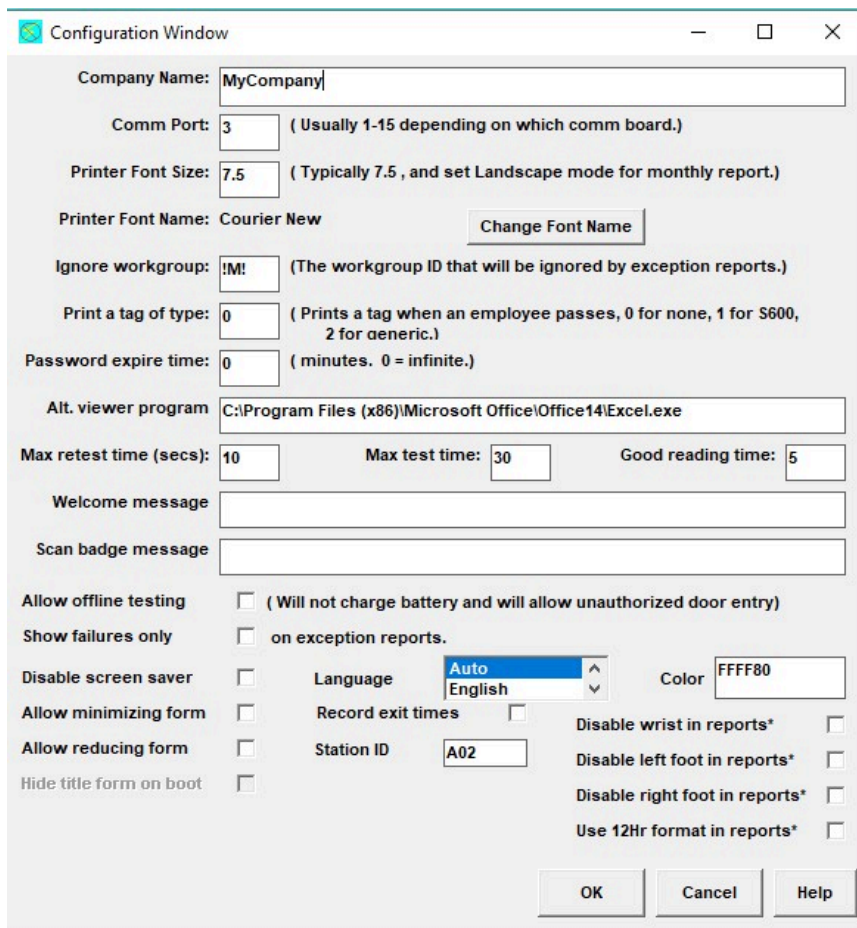 Configuration Window
Company Name: MyCompany
Comm Port: 3 ( Usually 1-15 depending on which comm board.)
Printer Font Size: 7.5 ( Typically 7.5 , and set Landscape mode for monthly report.)
Printer Font Name: Courier New Change Font Name
Ignore workgroup: !M! (The workgroup ID that will be ignored by exception reports.)
Print a tag of type: 0 ( Prints a tag when an employee passes, 0 for none, 1 for S600,
2 for generic.)
Password expire time: 0 ( minutes. 0 = infinite.)
Alt. viewer program C:\Program Files (x86)\Microsoft Office\Office14\Excel.exe
Max retest time (secs): 10 Max test time: 30 Good reading time: 5
Welcome message
Scan badge message
Allow offline testing ( Will not charge battery and will allow unauthorized door entry)
Show failures only on exception reports.
Disable screen saver Language Auto Color FFFF80
English
Allow minimizing form Record exit times Disable wrist in reports*
Allow reducing form Station ID A02 Disable left foot in reports*
Hide title form on boot Disable right foot in reports*
Use 12Hr format in reports*
OK Cancel Help